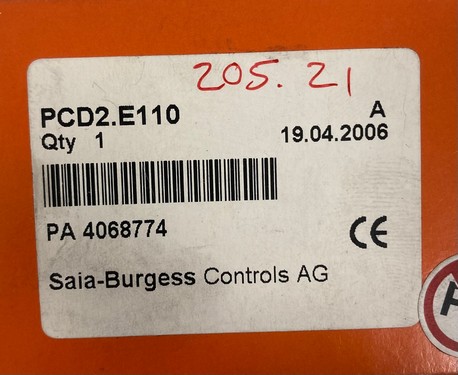 205.21
PCD2.E110 A
Qty 1 19.04.2006
PA 4068774
CE
Saia-Burgess Controls AG